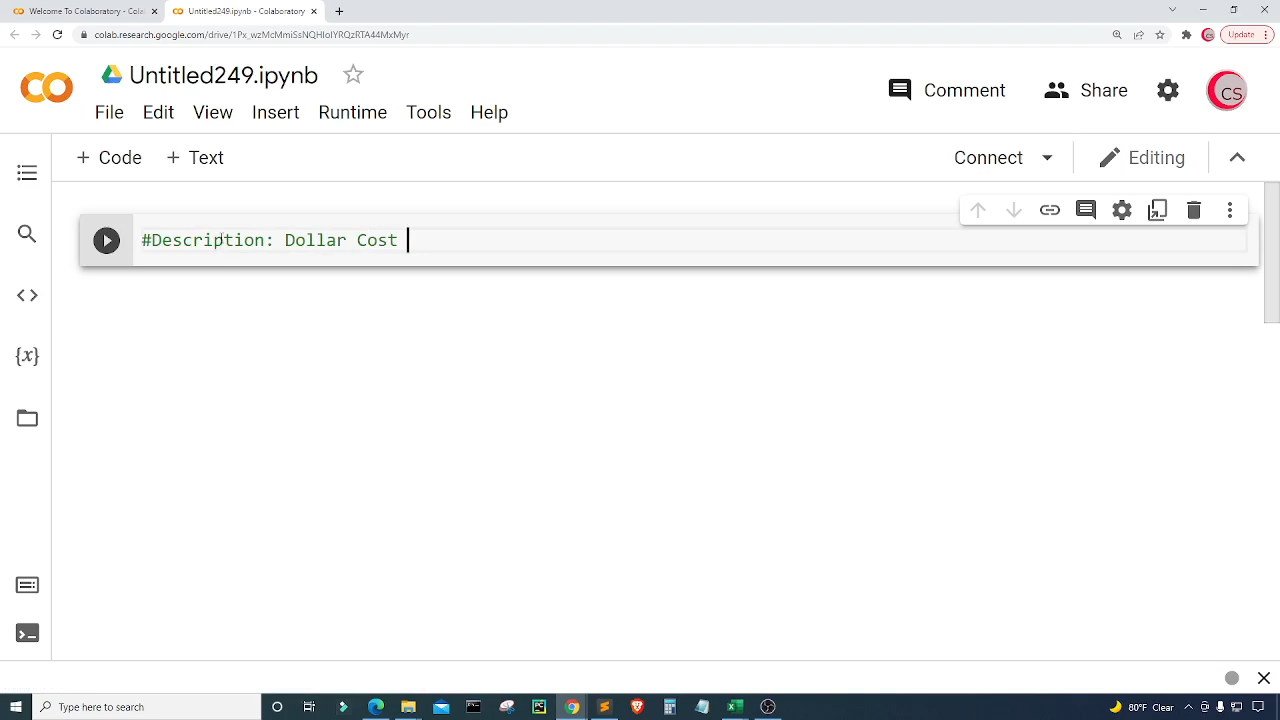 Welcome To Colaboratory - Colab
Untitled249.ipynb - Colaboratory
colab.research.google.com/drive/1Px_wzMcMmiSsNQHIoIYRQzRTA44MxMyr
Update
Untitled249.ipynb
Comment
Share
CS
File Edit View Insert Runtime Tools Help
+ Code + Text
Connect
Editing
#Description: Dollar Cost
{x}
Type here to search
80°F Clear